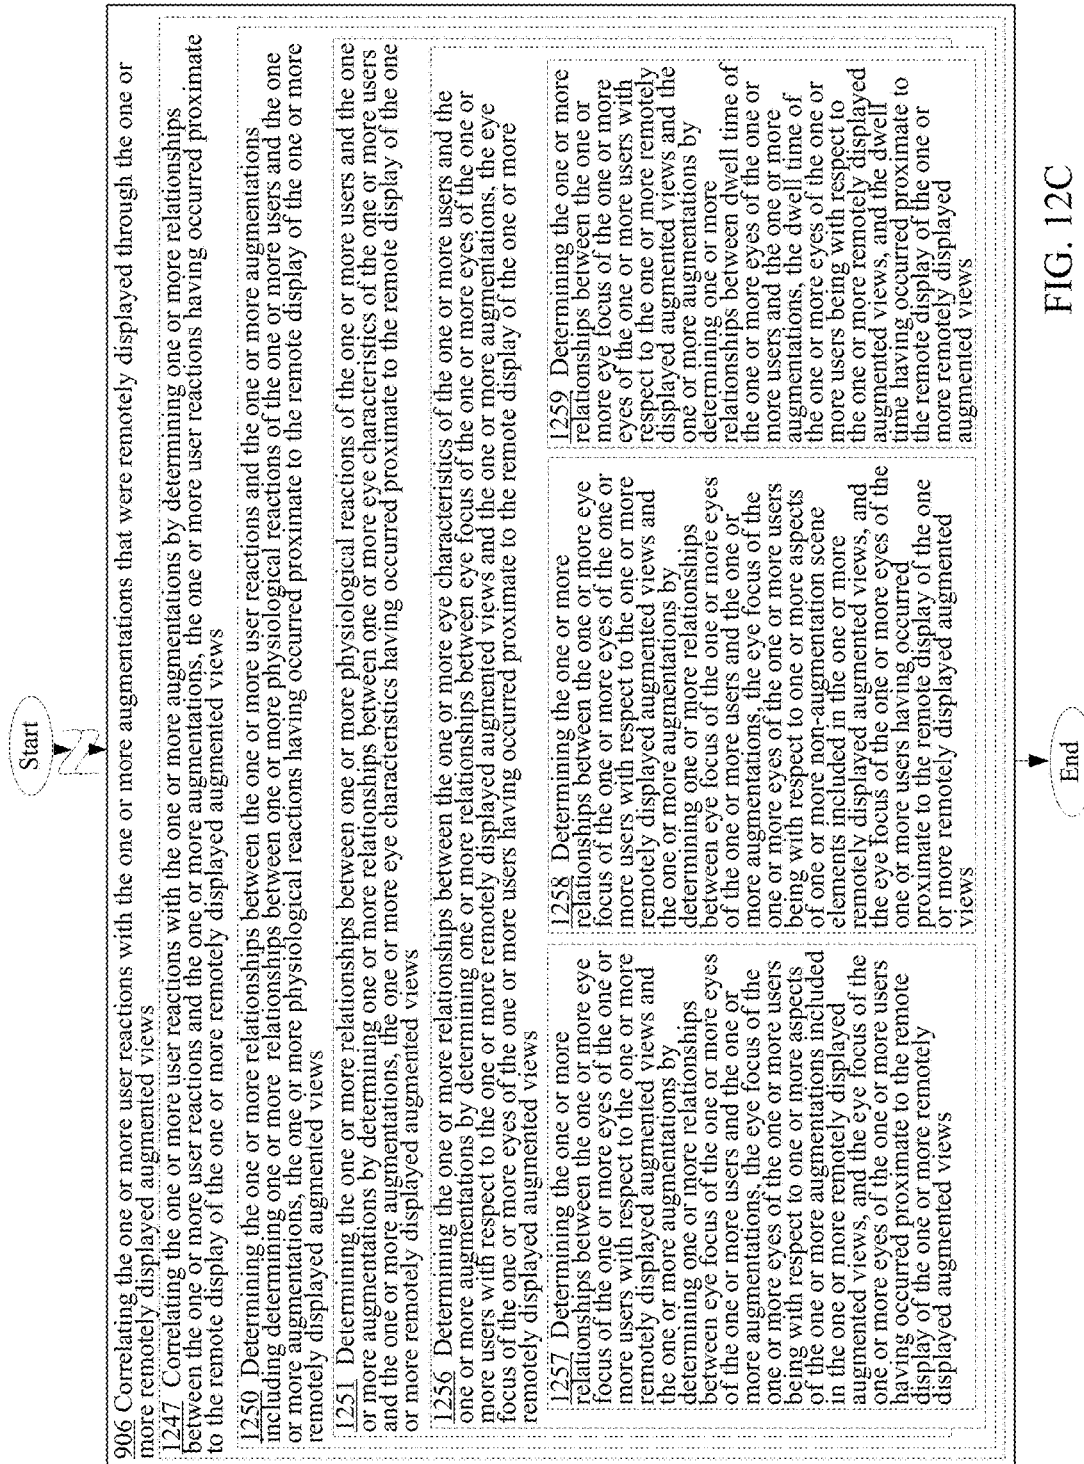 Start
906 Correlating the one or more user reactions with the one or more augmentations that were remotely displayed through the one or
more remotely displayed augmented views
1247 Correlating the one or more user reactions with the one or more augmentations by determining one or more relationships
between the one or more user reactions and the one or more augmentations, the one or more user reactions having occurred proximate
to the remote display of the one or more remotely displayed augmented views
1250 Determining the one or more relationships between the one or more user reactions and the one or more augmentations
including determining one or more relationships between one or more physiological reactions of the one or more users and the one
or more augmentations, the one or more physiological reactions having occurred proximate to the remote display of the one or more
remotely displayed augmented views
1251 Determining the one or more relationships between one or more physiological reactions of the one or more users and the one
or more augmentations by determining one or more relationships between one or more eye characteristics of the one or more users
and the one or more augmentations, the one or more eye characteristics having occurred proximate to the remote display of the one
or more remotely displayed augmented views
1256 Determining the one or more relationships between the one or more eye characteristics of the one or more users and the
one or more augmentations by determining one or more relationships between eye focus of the one or more eyes of the one or
more users with respect to the one or more remotely displayed augmented views and the one or more augmentations, the eye
focus of the one or more eyes of the one or more users having occurred proximate to the remote display of the one or more
remotely displayed augmented views
1257 Determining the one or more
relationships between the one or more eye
focus of the one or more eyes of the one or
more users with respect to the one or more
remotely displayed augmented views and
the one or more augmentations by
determining one or more relationships
between eye focus of the one or more eyes
of the one or more users and the one or
more augmentations, the eye focus of the
one or more eyes of the one or more users
being with respect to one or more aspects
of the one or more augmentations included
in the one or more remotely displayed
augmented views, and the eye focus of the
one or more eyes of the one or more users
having occurred proximate to the remote
display of the one or more remotely
displayed augmented views
1258 Determining the one or more
relationships between the one or more eye
focus of the one or more eyes of the one or
more users with respect to the one or more
remotely displayed augmented views and
the one or more augmentations by
determining one or more relationships
between eye focus of the one or more eyes
of the one or more users and the one or
more augmentations, the eye focus of the
one or more eyes of the one or more users
being with respect to one or more aspects
of one or more non-augmentation scene
elements included in the one or more
remotely displayed augmented views, and
the eye focus of the one or more eyes of the
one or more users having occurred
proximate to the remote display of the one
or more remotely displayed augmented
views
1259 Determining the one or more
relationships between the one or
more eye focus of the one or more
eyes of the one or more users with
respect to the one or more remotely
displayed augmented views and the
one or more augmentations by
determining one or more
relationships between dwell time of
the one or more eyes of the one or
more users and the one or more
augmentations, the dwell time of
the one or more eyes of the one or
more users being with respect to
the one or more remotely displayed
augmented views, and the dwell
time having occurred proximate to
the remote display of the one or
more remotely displayed
augmented views
End
FIG. 12C